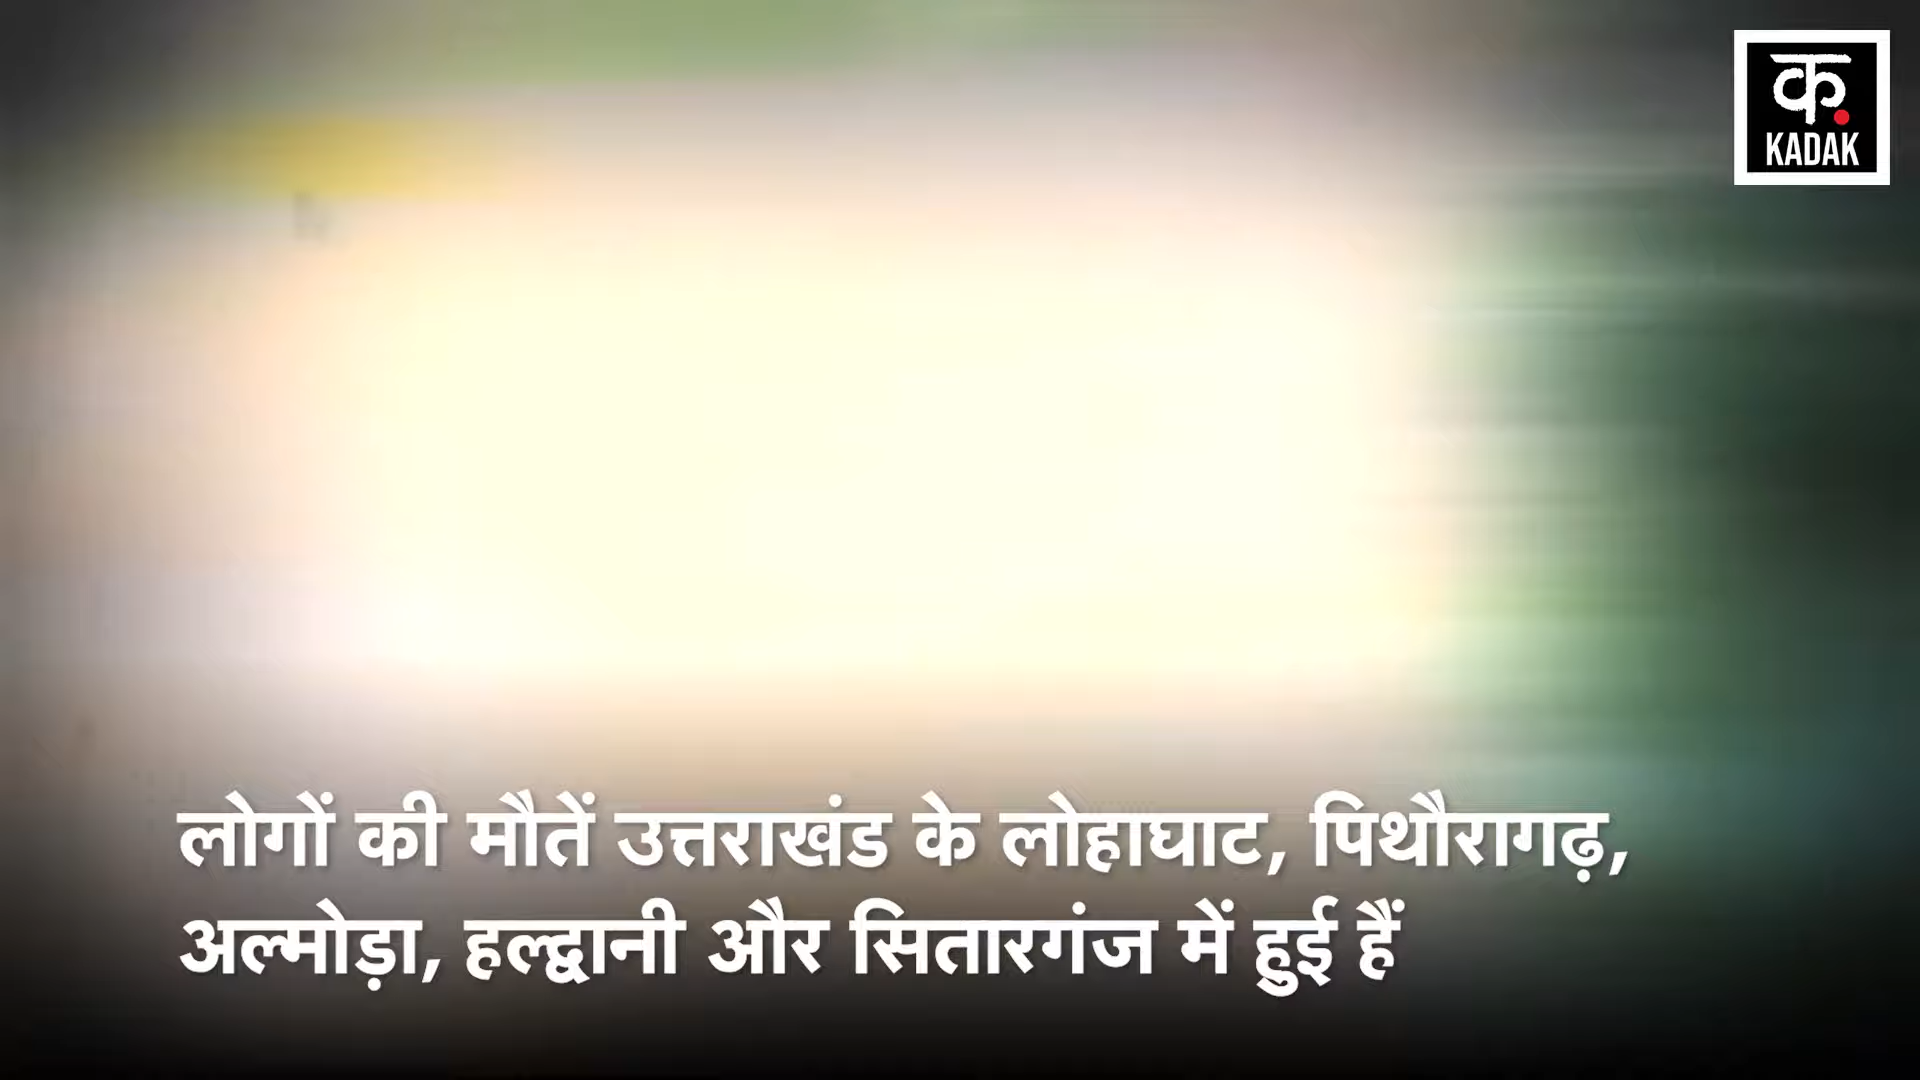 क.
KADAK
लोगों की मौतें उत्तराखंड के लोहाघाट, पिथौरागढ़,
अल्मोड़ा, हल्द्वानी और सितारगंज में हुई हैं